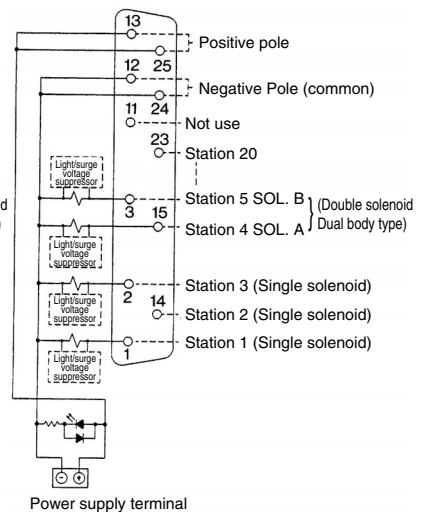 13
Positive pole
12 25
Negative Pole (common)
24
11
Not use
23
Station 20
Light/surge
voltage
suppressor
Station 5 SOL. B
3 15
(Double solenoid
Dual body type)
Station 4 SOL. A
Light/surge
voltage
suppressor
2
Station 3 (Single solenoid)
14
Light/surge
voltage
suppressor
Station 2 (Single solenoid)
1
Station 1 (Single solenoid)
Light/surge
voltage
suppressor
Power supply terminal